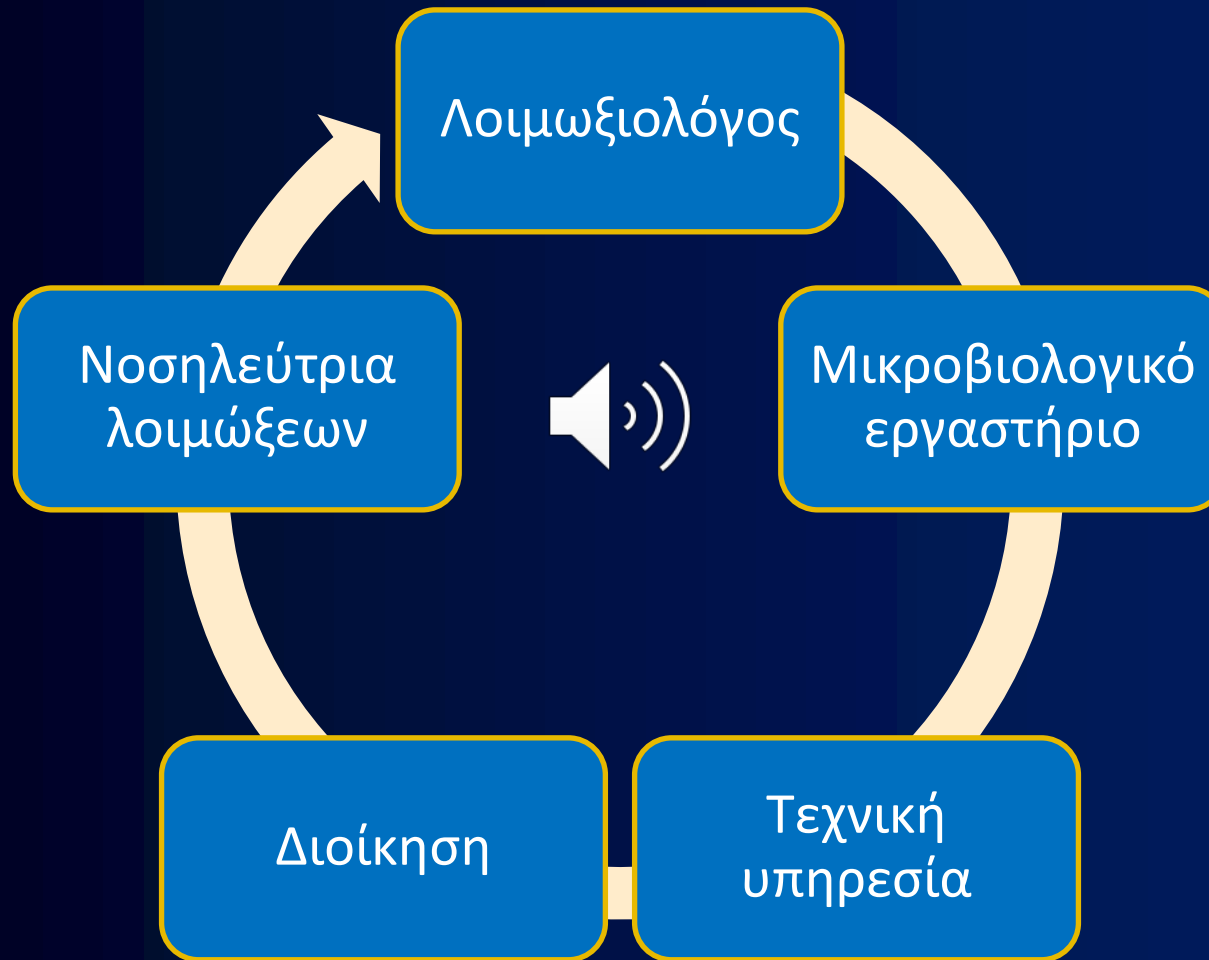 Λοιμωξιολόγος
Μικροβιολογικό
εργαστήριο
Τεχνική
υπηρεσία
Διοίκηση
Νοσηλεύτρια
λοιμώξεων